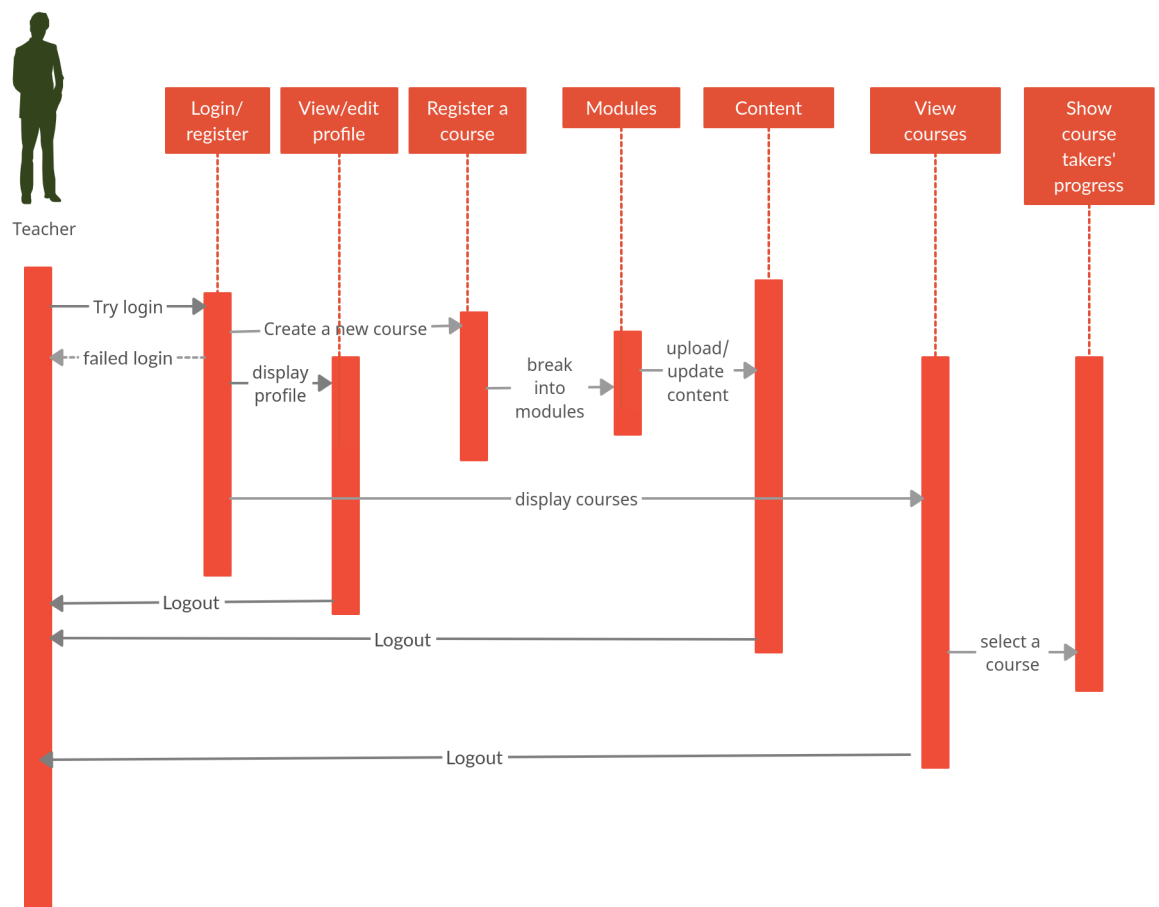 Login/
register
View/edit
profile
Register a
course
Modules
Content
View
courses
Show
course
takers'
progress
Teacher
Try login
Create a new course
failed login
display
profile
break
into
modules
upload/
update
content
display courses
Logout
Logout
select a
course
Logout